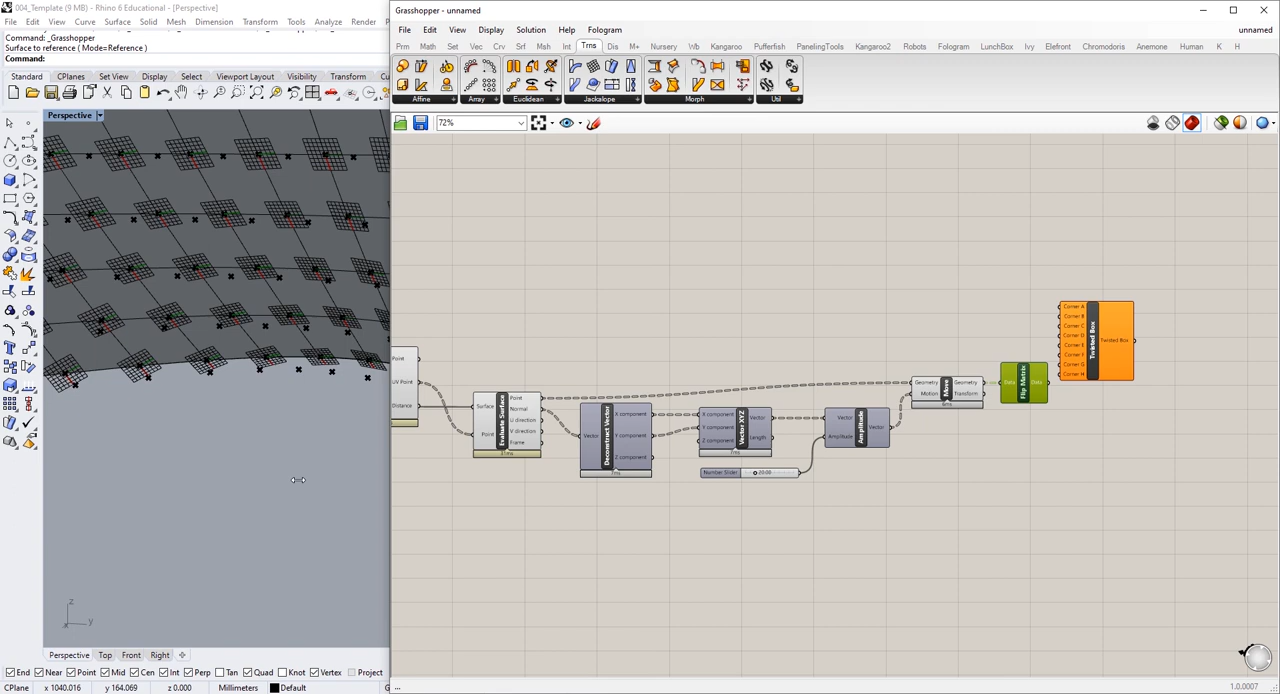 004_Template (9 MB) - Rhino 6 Educational - [Perspective]
File Edit View Curve Surface Solid Mesh Dimension Transform Tools Analyze Render
Command: _Grasshopper
Surface to reference ( Mode=Reference )
Command:
Standard CPlanes Set View Display Select Viewport Layout Visibility Transform
Perspective
z
y
Perspective Top Front Right
End Near Point Mid Cen Int Perp Tan Quad Knot Vertex Project
CPlane x 1040.016 y 164.069 z 0.000 Millimeters Default
Grasshopper - unnamed
File Edit View Display Solution Help Fologram unnamed
Prm Math Set Vec Crv Srf Msh Int Trns Dis Nursery Wb Kangaroo Pufferfish PanelingTools Kangaroo2 Robots Fologram LunchBox Ivy Elefront Chromodoris Anemone Human K H
Affine Array Euclidean Jackalope Morph Util
72%
Point
UV Point
Distance
Surface
Point
Evaluate Surface
Point
Normal
U direction
V direction
Frame
Vector
Deconstruct Vector
X component
Y component
Z component
X component
Y component
Z component
Vector XYZ
Vector
Length
Number Slider 20.00
Vector
Amplitude
Amplitude
Vector
Geometry
Motion
Move
Geometry
Transform
Data
Flip Matrix
Data
Corner A
Corner B
Corner C
Corner D
Corner E
Corner F
Corner G
Corner H
Twisted Box
Twisted Box
...
1.0.0007